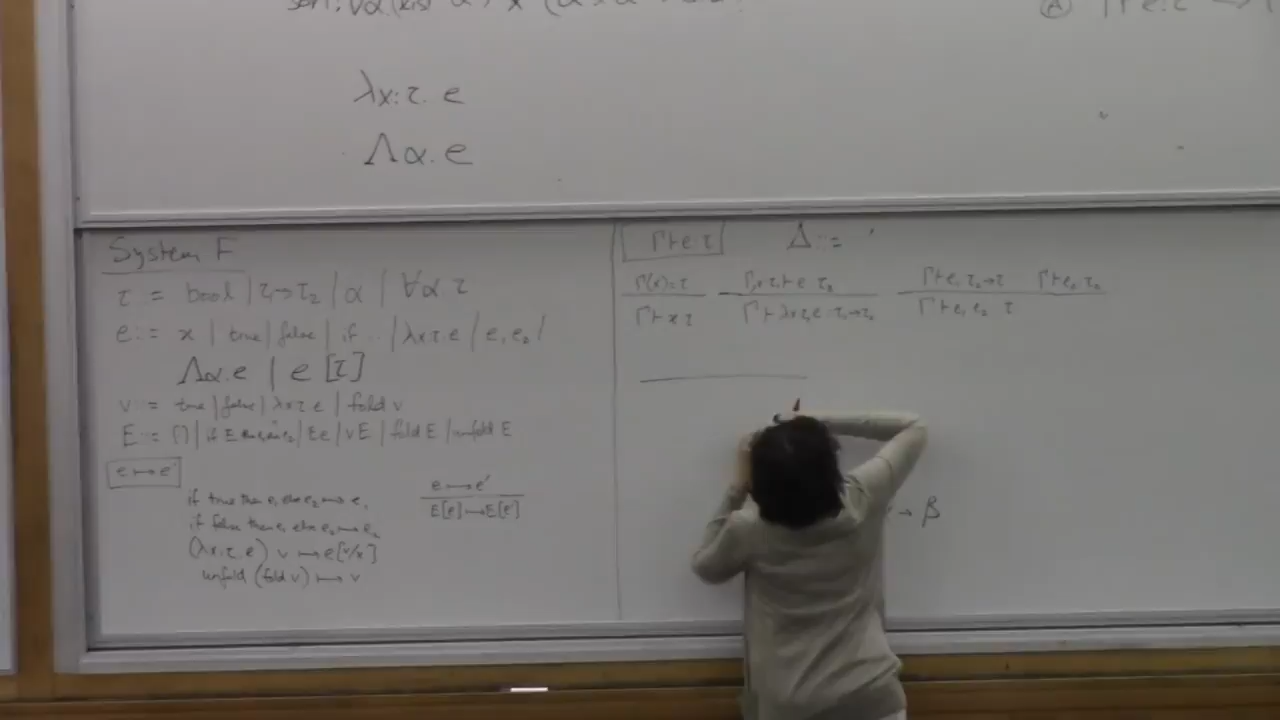 sort: ∀α (list α) × (α × α
Γ ⊢ e : τ
λx:τ. e
Λα. e
System F
τ ::= bool | τ₁→τ₂ | α | ∀α.τ
e ::= x | true | false | if .. | λx:τ.e | e₁e₂ |
Λα.e | e [τ]
v ::= true | false | λx:τ.e | fold v
E ::= [] | if E then e₁ else e₂ | E e | v E | fold E | unfold E
e ↦ e'
if true then e₁ else e₂ ↦ e₁
if false then e₁ else e₂ ↦ e₂
(λx:τ.e) v ↦ e[v/x]
unfold (fold v) ↦ v
e ↦ e'
E[e] ↦ E[e']
Γ ⊢ e : τ Δ ::= ·
Γ(x) = τ
Γ ⊢ x : τ
Γ, x:τ₁ ⊢ e : τ₂
Γ ⊢ λx:τ₁.e : τ₁→τ₂
Γ ⊢ e₁ : τ₂→τ Γ ⊢ e₂ : τ₂
Γ ⊢ e₁ e₂ : τ
→ β